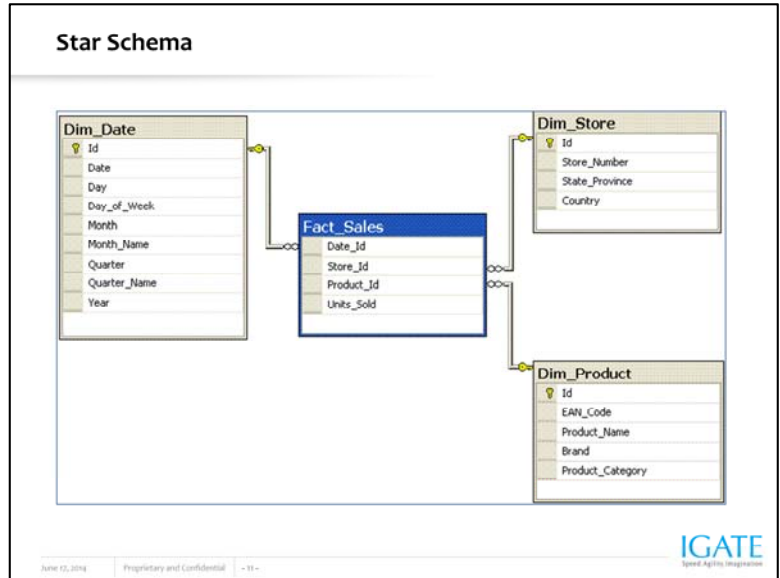 Star Schema
Dim_Date
Id
Date
Day
Day_of_Week
Month
Month_Name
Quarter
Quarter_Name
Year
Fact_Sales
Date_Id
Store_Id
Product_Id
Units_Sold
Dim_Store
Id
Store_Number
State_Province
Country
Dim_Product
Id
EAN_Code
Product_Name
Brand
Product_Category
June 17, 2014 Proprietary and Confidential - 11 -
IGATE
Speed.Agility.Imagination